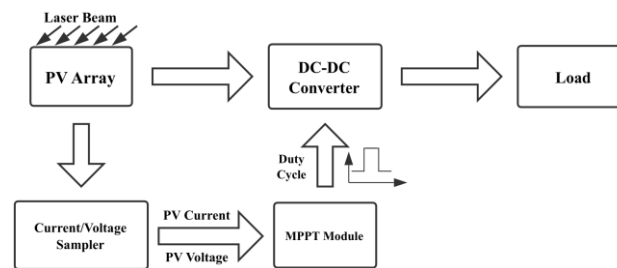 Laser Beam
PV Array
DC-DC
Converter
Load
Duty
Cycle
Current/Voltage
Sampler
PV Current
PV Voltage
MPPT Module